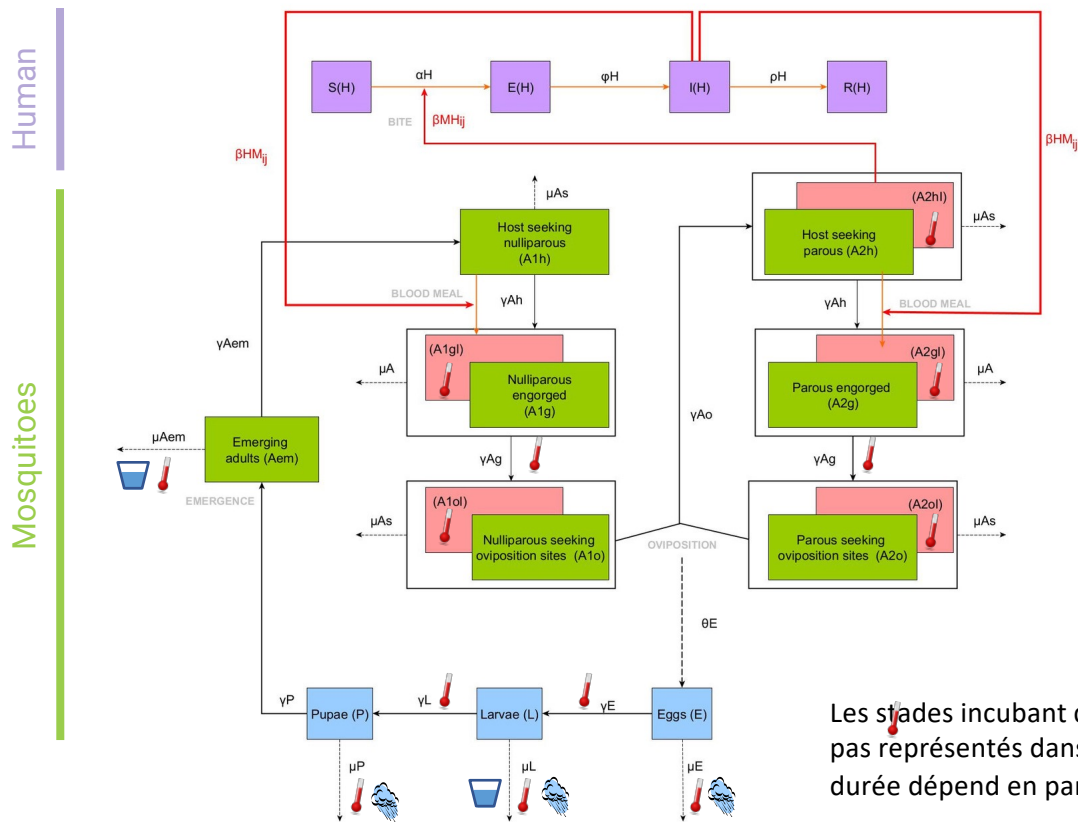 Human
Mosquitoes
S(H)
αH
E(H)
φH
I(H)
ρH
R(H)
BITE
βMH_ij
βHM_ij
βHM_ij
µAs
Host seeking
nulliparous
(A1h)
(A2hI)
Host seeking
parous (A2h)
µAs
BLOOD MEAL
γAh
γAh
BLOOD MEAL
γAem
(A1gI)
Nulliparous
engorged
(A1g)
µA
(A2gI)
Parous engorged
(A2g)
µA
γAo
µAem
Emerging
adults (Aem)
EMERGENCE
γAg
γAg
(A1oI)
Nulliparous seeking
oviposition sites (A1o)
µAs
OVIPOSITION
(A2oI)
Parous seeking
oviposition sites (A2o)
µAs
θE
γP
Pupae (P)
γL
Larvae (L)
γE
Eggs (E)
µP
µL
µE
Les stades incubant
pas représentés dans
durée dépend en par